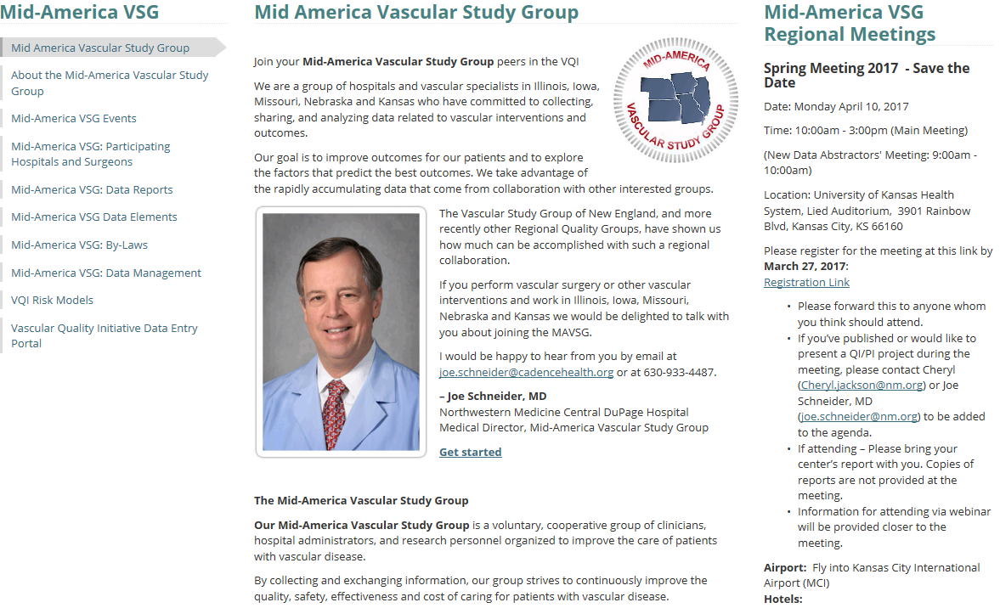 Mid-America VSG
Mid America Vascular Study Group
About the Mid-America Vascular Study
Group
Mid-America VSG Events
Mid-America VSG: Participating
Hospitals and Surgeons
Mid-America VSG: Data Reports
Mid-America VSG Data Elements
Mid-America VSG: By-Laws
Mid-America VSG: Data Management
VQI Risk Models
Vascular Quality Initiative Data Entry
Portal
Mid America Vascular Study Group
Join your Mid-America Vascular Study Group peers in the VQI
We are a group of hospitals and vascular specialists in Illinois, Iowa,
Missouri, Nebraska and Kansas who have committed to collecting,
sharing, and analyzing data related to vascular interventions and
outcomes.
Our goal is to improve outcomes for our patients and to explore
the factors that predict the best outcomes. We take advantage of
the rapidly accumulating data that come from collaboration with other interested groups.
MID-AMERICA
VASCULAR STUDY GROUP
The Vascular Study Group of New England, and more
recently other Regional Quality Groups, have shown us
how much can be accomplished with such a regional
collaboration.
If you perform vascular surgery or other vascular
interventions and work in Illinois, Iowa, Missouri,
Nebraska and Kansas we would be delighted to talk with
you about joining the MAVSG.
I would be happy to hear from you by email at
joe.schneider@cadencehealth.org or at 630-933-4487.
– Joe Schneider, MD
Northwestern Medicine Central DuPage Hospital
Medical Director, Mid-America Vascular Study Group
Get started
The Mid-America Vascular Study Group
Our Mid-America Vascular Study Group is a voluntary, cooperative group of clinicians,
hospital administrators, and research personnel organized to improve the care of patients
with vascular disease.
By collecting and exchanging information, our group strives to continuously improve the
quality, safety, effectiveness and cost of caring for patients with vascular disease.
Mid-America VSG
Regional Meetings
Spring Meeting 2017  - Save the
Date
Date: Monday April 10, 2017
Time: 10:00am - 3:00pm (Main Meeting)
(New Data Abstractors' Meeting: 9:00am -
10:00am)
Location: University of Kansas Health
System, Lied Auditorium,  3901 Rainbow
Blvd, Kansas City, KS 66160
Please register for the meeting at this link by
March 27, 2017:
Registration Link
• Please forward this to anyone whom
you think should attend.
• If you’ve published or would like to
present a QI/PI project during the
meeting, please contact Cheryl
(Cheryl.jackson@nm.org) or Joe
Schneider, MD
(joe.schneider@nm.org) to be added
to the agenda.
• If attending – Please bring your
center’s report with you. Copies of
reports are not provided at the
meeting.
• Information for attending via webinar
will be provided closer to the
meeting.
Airport:  Fly into Kansas City International
Airport (MCI)
Hotels: